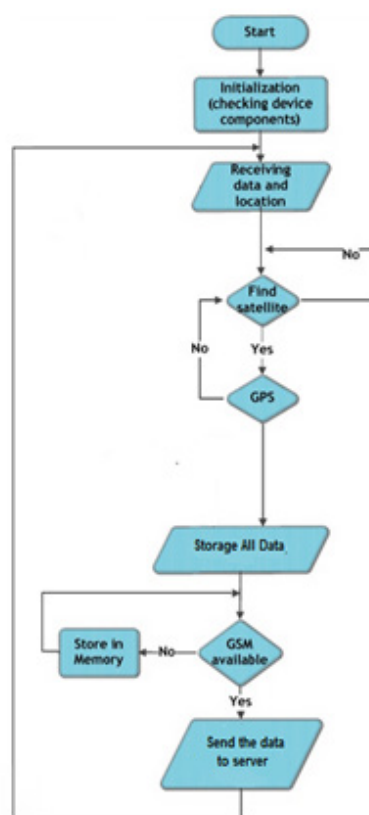 Start
Initialization
(checking device
components)
Receiving
data and
location
No
Find
satellite
No
Yes
GPS
Storage All Data
Store in
Memory
No
GSM
available
Yes
Send the data
to server